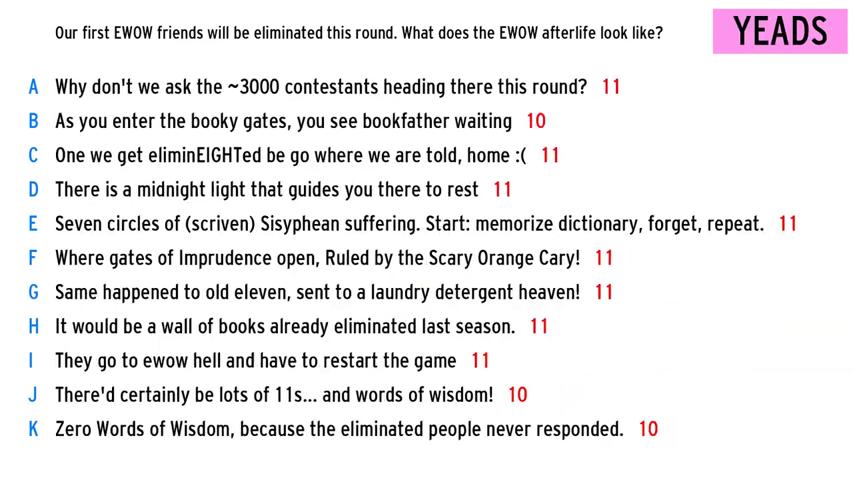 Our first EWOW friends will be eliminated this round. What does the EWOW afterlife look like?
YEADS
A Why don't we ask the ~3000 contestants heading there this round? 11
B As you enter the booky gates, you see bookfather waiting 10
C One we get eliminEIGHTed be go where we are told, home :( 11
D There is a midnight light that guides you there to rest 11
E Seven circles of (scriven) Sisyphean suffering. Start: memorize dictionary, forget, repeat. 11
F Where gates of Imprudence open, Ruled by the Scary Orange Cary! 11
G Same happened to old eleven, sent to a laundry detergent heaven! 11
H It would be a wall of books already eliminated last season. 11
I They go to ewow hell and have to restart the game 11
J There'd certainly be lots of 11s... and words of wisdom! 10
K Zero Words of Wisdom, because the eliminated people never responded. 10